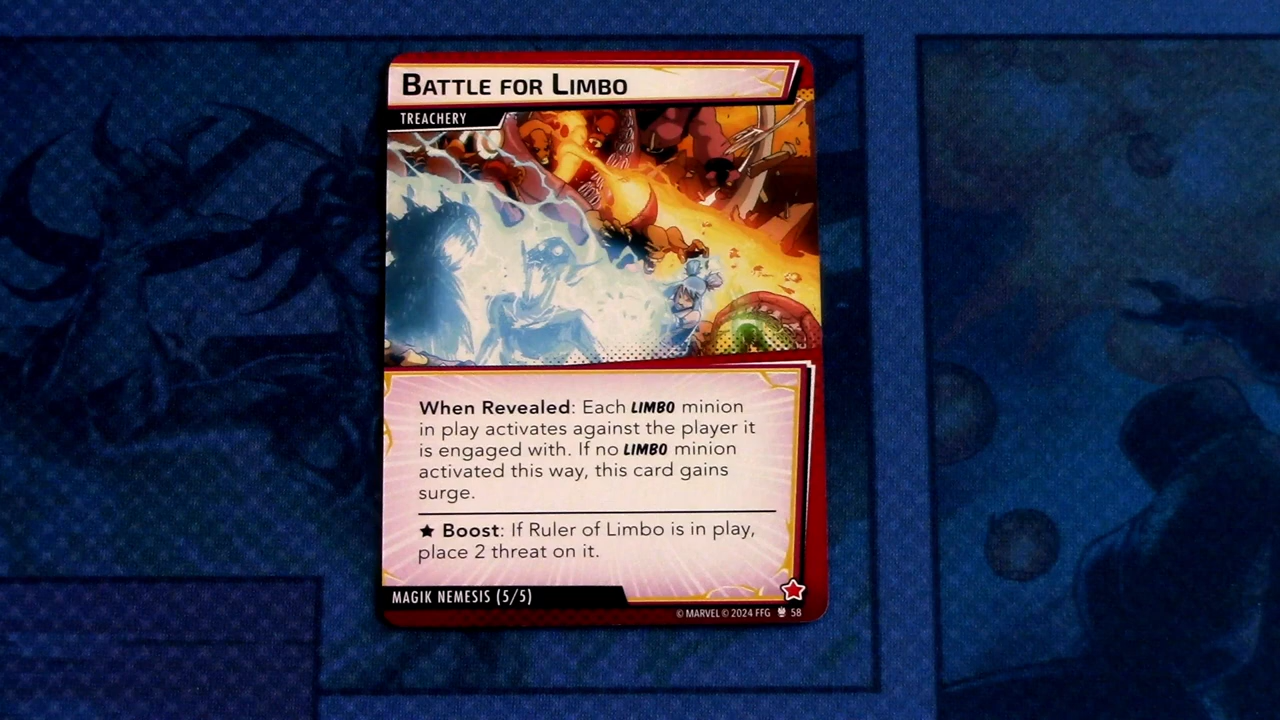 Battle for Limbo
TREACHERY
When Revealed: Each LIMBO minion
in play activates against the player it
is engaged with. If no LIMBO minion
activated this way, this card gains
surge.
★ Boost: If Ruler of Limbo is in play,
place 2 threat on it.
MAGIK NEMESIS (5/5)
© MARVEL © 2024 FFG 58